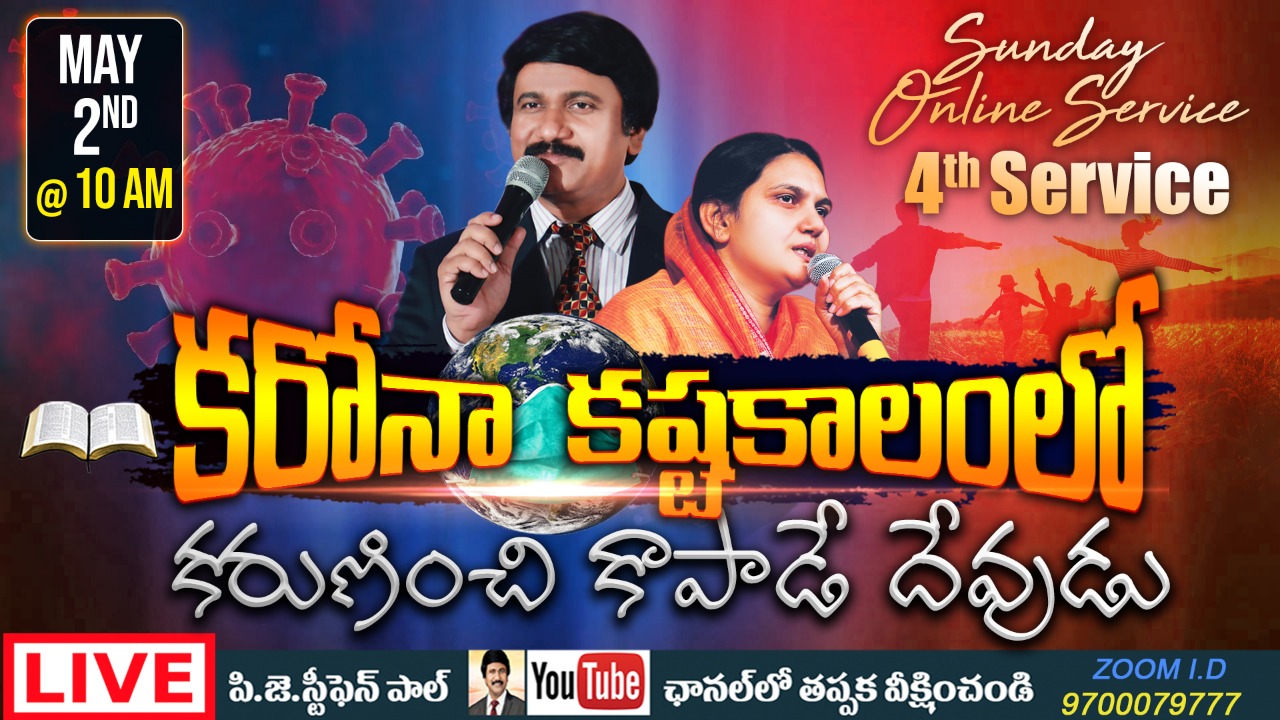 MAY
2ND
@ 10 AM
Sunday
Online Service
4th Service
కరోనా కష్టకాలంలో
కరుణించి కాపాడే దేవుడు
LIVE
పి.జె.స్టీఫెన్ పాల్ YouTube ఛానల్‌లో తప్పక వీక్షించండి
ZOOM I.D
9700079777